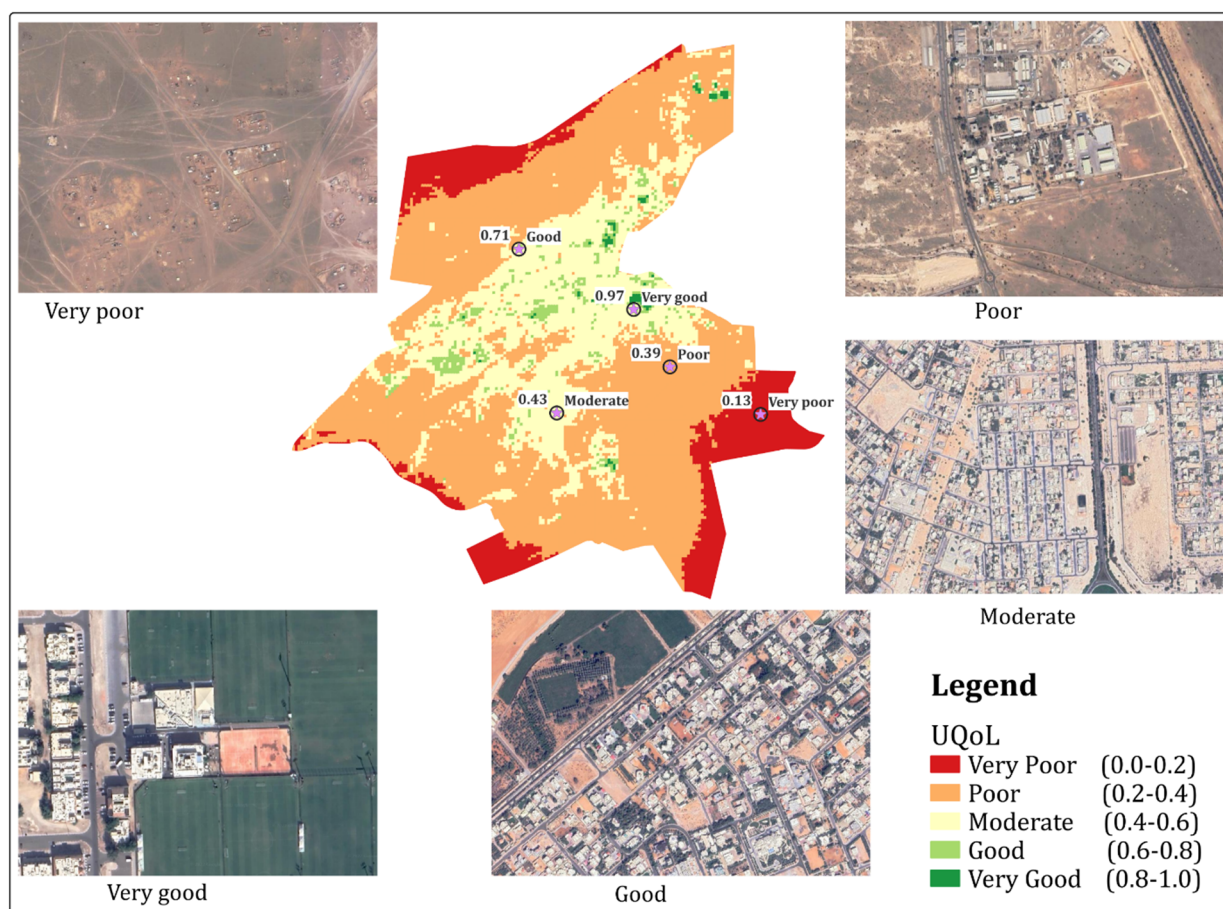 Very poor
Poor
0.71 Good
0.97 Very good
0.39 Poor
0.43 Moderate
0.13 Very poor
Moderate
Very good
Good
Legend
UQoL
Very Poor (0.0-0.2)
Poor (0.2-0.4)
Moderate (0.4-0.6)
Good (0.6-0.8)
Very Good (0.8-1.0)